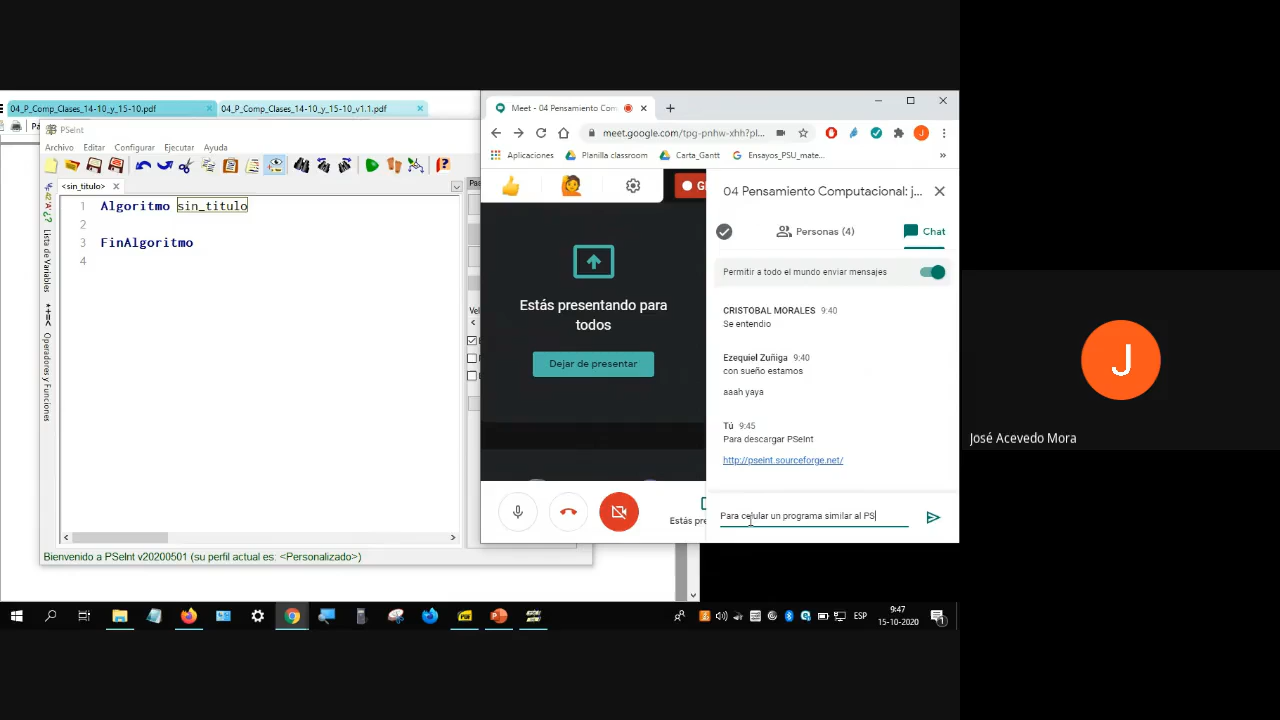 04_P_Comp_Clases_14-10_y_15-10.pdf
04_P_Comp_Clases_14-10_y_15-10_v1.1.pdf
PSeInt
Archivo Editar Configurar Ejecutar Ayuda
<sin_titulo>
Lista de Variables
Operadores y Funciones
1 Algoritmo sin_titulo
2
3 FinAlgoritmo
4
Bienvenido a PSeInt v20200501 (su perfil actual es: <Personalizado>)
Meet - 04 Pensamiento Com
meet.google.com/tpg-pnhw-xhh?pl...
Aplicaciones Planilla classroom Carta_Gantt Ensayos_PSU_mate...
Estás presentando para
todos
Dejar de presentar
Estás pre
04 Pensamiento Computacional: j...
Personas (4) Chat
Permitir a todo el mundo enviar mensajes
CRISTOBAL MORALES 9:40
Se entendio
Ezequiel Zuñiga 9:40
con sueño estamos
aaah yaya
Tú 9:45
Para descargar PSeInt
http://pseint.sourceforge.net/
Para celular un programa similar al PS
J
José Acevedo Mora
ESP
9:47
15-10-2020